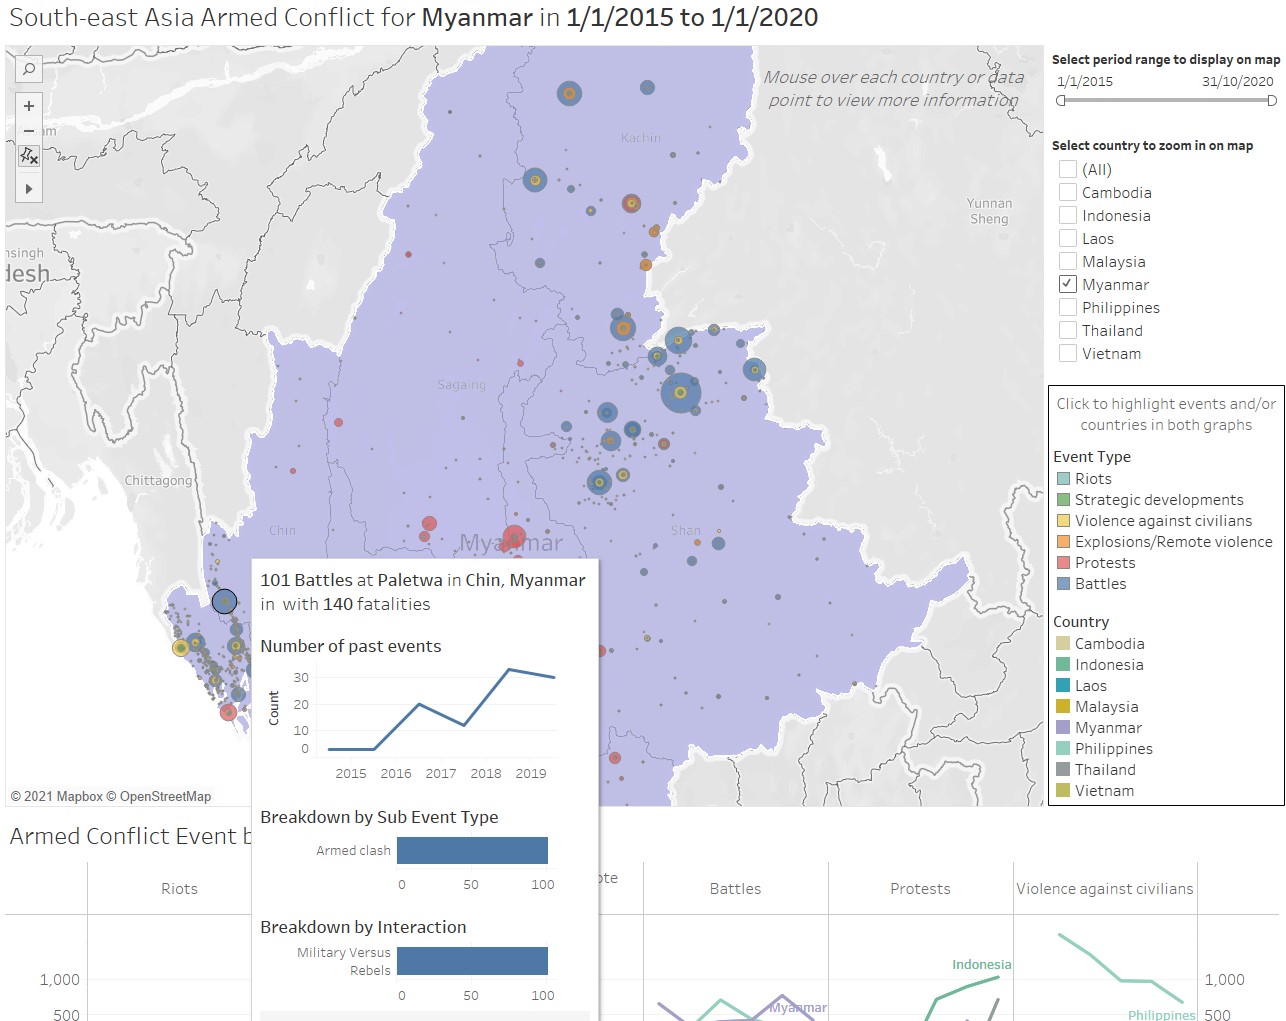 South-east Asia Armed Conflict for Myanmar in 1/1/2015 to 1/1/2020
Mouse over each country or data
point to view more information
Kachin
Yunnan
Sheng
am
nsingh
desh
Sagaing
Chittagong
Chin
Myanmar
Shan
101 Battles at Paletwa in Chin, Myanmar
in with 140 fatalities
Number of past events
Count
30
20
10
0
2015 2016 2017 2018 2019
Breakdown by Sub Event Type
Armed clash
0 50 100
Breakdown by Interaction
Military Versus
Rebels
0 50 100
© 2021 Mapbox © OpenStreetMap
Select period range to display on map
1/1/2015 31/10/2020
Select country to zoom in on map
(All)
Cambodia
Indonesia
Laos
Malaysia
Myanmar
Philippines
Thailand
Vietnam
Click to highlight events and/or
countries in both graphs
Event Type
Riots
Strategic developments
Violence against civilians
Explosions/Remote violence
Protests
Battles
Country
Cambodia
Indonesia
Laos
Malaysia
Myanmar
Philippines
Thailand
Vietnam
Armed Conflict Event b
Riots
ote
Battles
Protests
Violence against civilians
1,000
500
Myanmar
Indonesia
Philippines
1,000
500